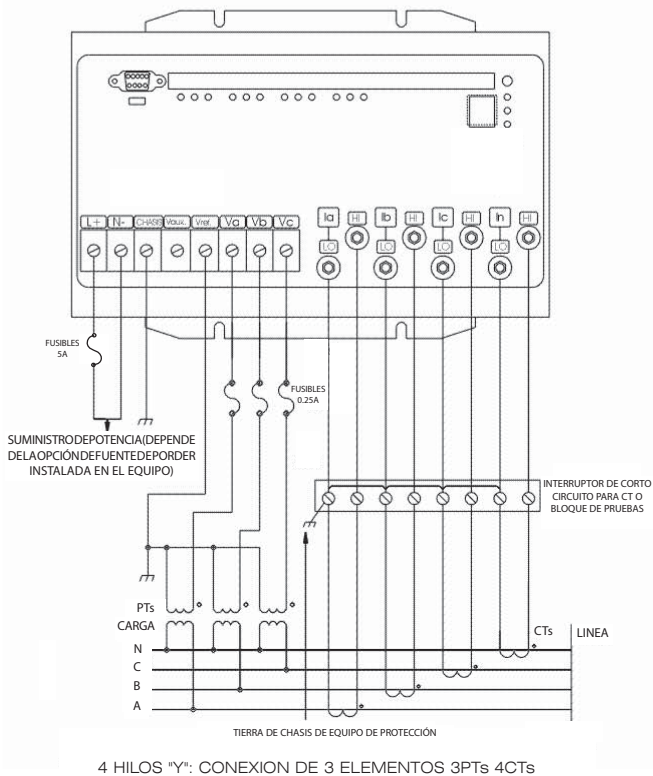 L+ N- CHASIS Vaux. Vref. Va Vb Vc
Ia HI Ib HI Ic HI In HI
LO LO LO LO
FUSIBLES
5A
FUSIBLES
0.25A
SUMINISTRODEPOTENCIA(DEPENDE
DELAOPCIÓNDEFUENTEDEPORDER
INSTALADA EN EL EQUIPO)
INTERRUPTOR DE CORTO
CIRCUITO PARA CT O
BLOQUE DE PRUEBAS
PTs
CARGA
CTs
LINEA
N
C
B
A
TIERRA DE CHASIS DE EQUIPO DE PROTECCIÓN
4 HILOS "Y": CONEXION DE 3 ELEMENTOS 3PTs 4CTs